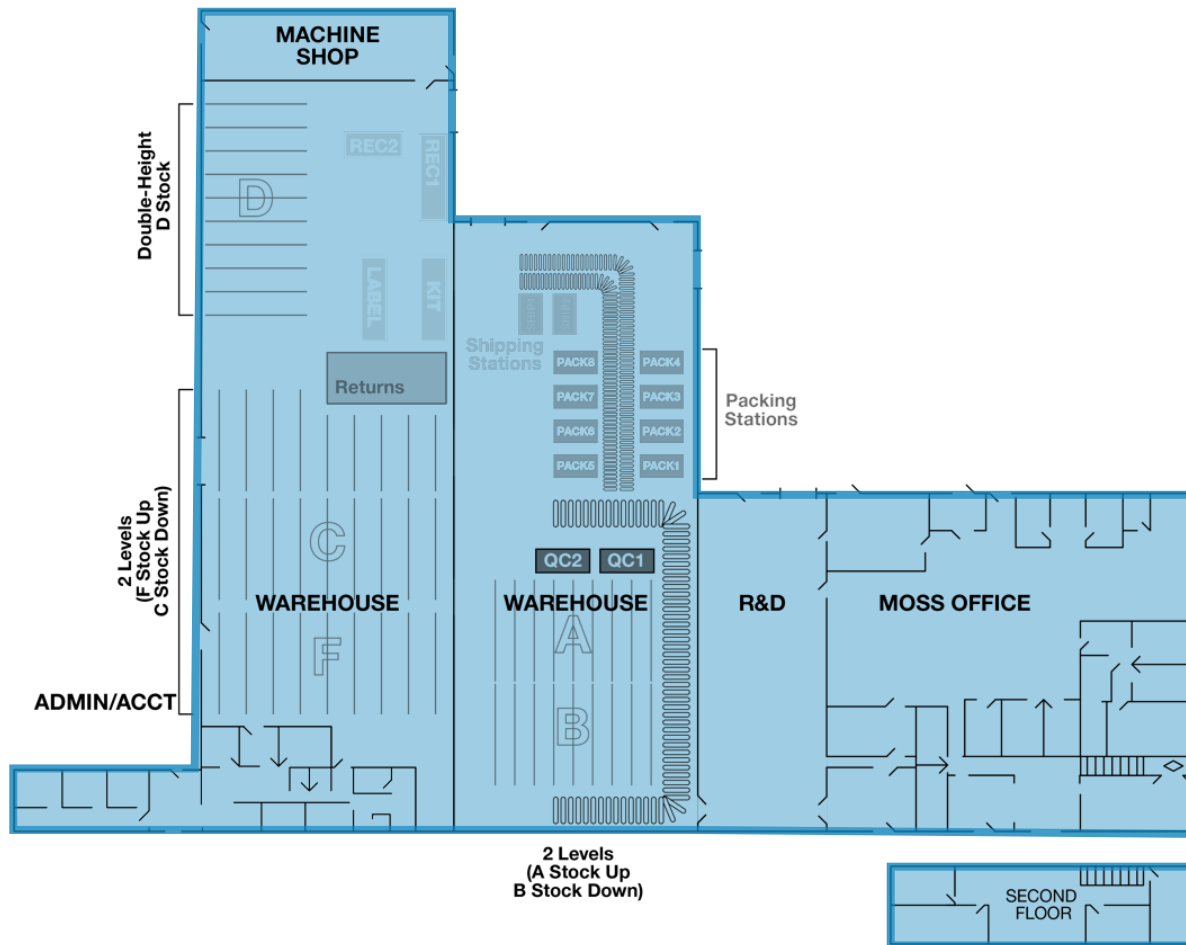 MACHINE
SHOP
Double-Height
D Stock
D
REC2
REC1
LABEL
KIT
Returns
Shipping
Stations
PACK8
PACK4
PACK7
PACK3
PACK6
PACK2
PACK5
PACK1
Packing
Stations
2 Levels
(F Stock Up
C Stock Down)
C
F
WAREHOUSE
QC2
QC1
WAREHOUSE
A
B
R&D
MOSS OFFICE
ADMIN/ACCT
2 Levels
(A Stock Up
B Stock Down)
SECOND
FLOOR